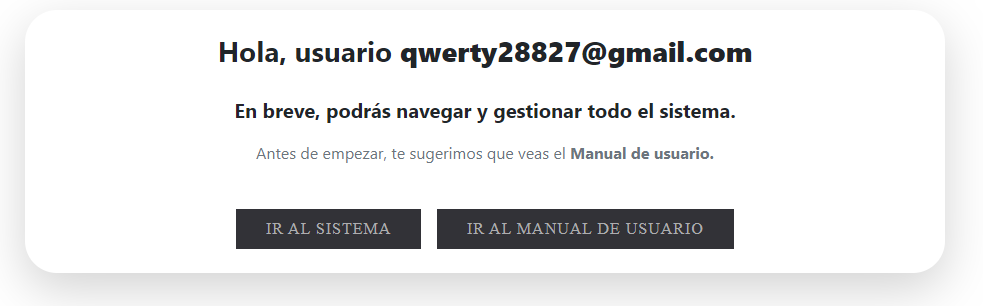 Hola, usuario qwerty28827@gmail.com
En breve, podrás navegar y gestionar todo el sistema.
Antes de empezar, te sugerimos que veas el Manual de usuario.
IR AL SISTEMA
IR AL MANUAL DE USUARIO